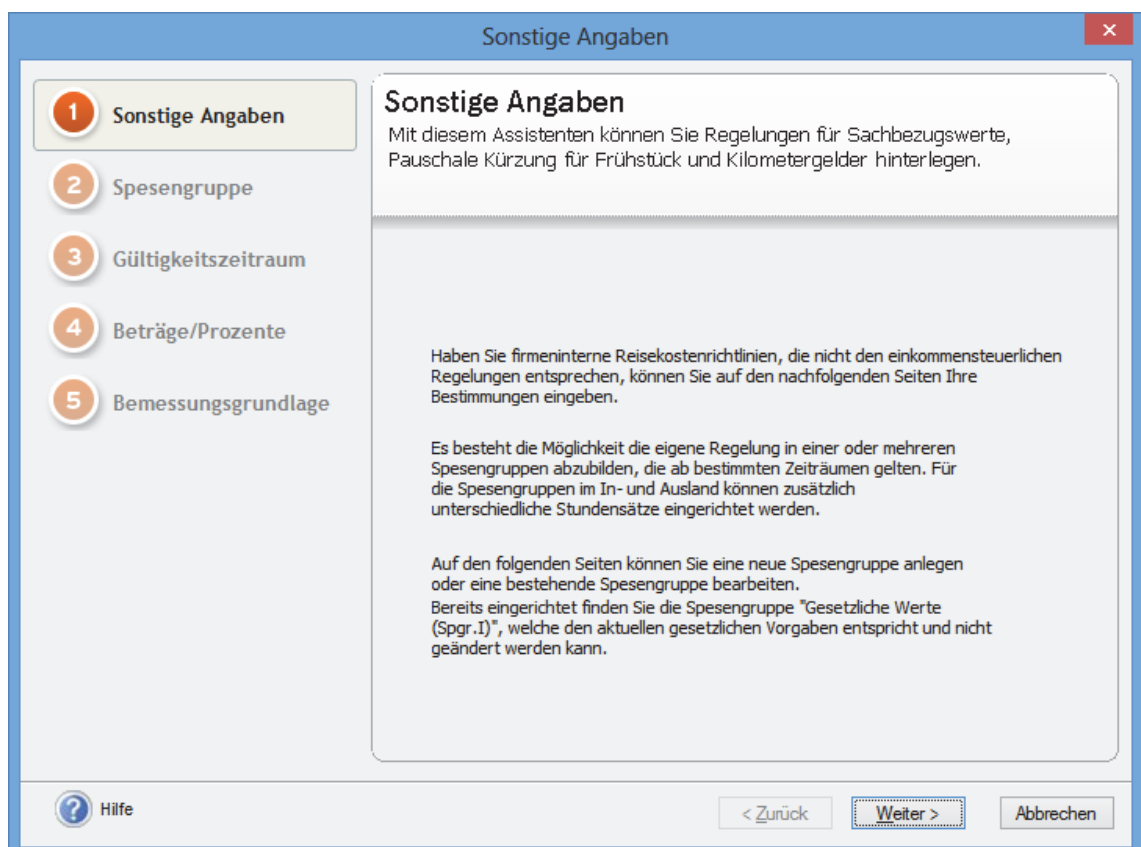 Sonstige Angaben
1 Sonstige Angaben
2 Spesengruppe
3 Gültigkeitszeitraum
4 Beträge/Prozente
5 Bemessungsgrundlage
Sonstige Angaben
Mit diesem Assistenten können Sie Regelungen für Sachbezugswerte,
Pauschale Kürzung für Frühstück und Kilometergelder hinterlegen.
Haben Sie firmeninterne Reisekostenrichtlinien, die nicht den einkommensteuerlichen
Regelungen entsprechen, können Sie auf den nachfolgenden Seiten Ihre
Bestimmungen eingeben.
Es besteht die Möglichkeit die eigene Regelung in einer oder mehreren
Spesengruppen abzubilden, die ab bestimmten Zeiträumen gelten. Für
die Spesengruppen im In- und Ausland können zusätzlich
unterschiedliche Stundensätze eingerichtet werden.
Auf den folgenden Seiten können Sie eine neue Spesengruppe anlegen
oder eine bestehende Spesengruppe bearbeiten.
Bereits eingerichtet finden Sie die Spesengruppe "Gesetzliche Werte
(Spgr.I)", welche den aktuellen gesetzlichen Vorgaben entspricht und nicht
geändert werden kann.
? Hilfe
< Zurück
Weiter >
Abbrechen